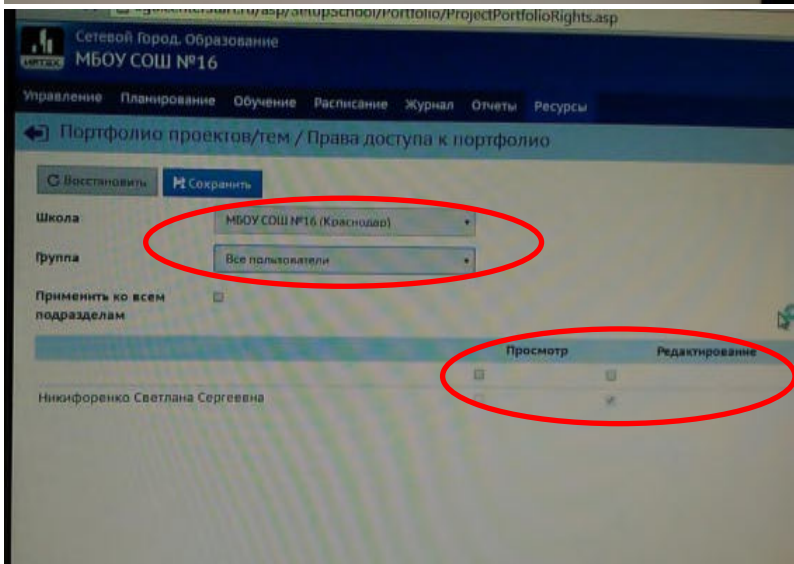 /asp/SetupSchool/Portfolio/ProjectPortfolioRights.asp
Сетевой Город. Образование
ИРТЕХ
МБОУ СОШ №16
Управление Планирование Обучение Расписание Журнал Отчеты Ресурсы
Портфолио проектов/тем / Права доступа к портфолио
Восстановить Сохранить
Школа МБОУ СОШ №16 (Краснодар)
Группа Все пользователи
Применить ко всем
подразделам
Просмотр Редактирование
Никифоренко Светлана Сергеевна